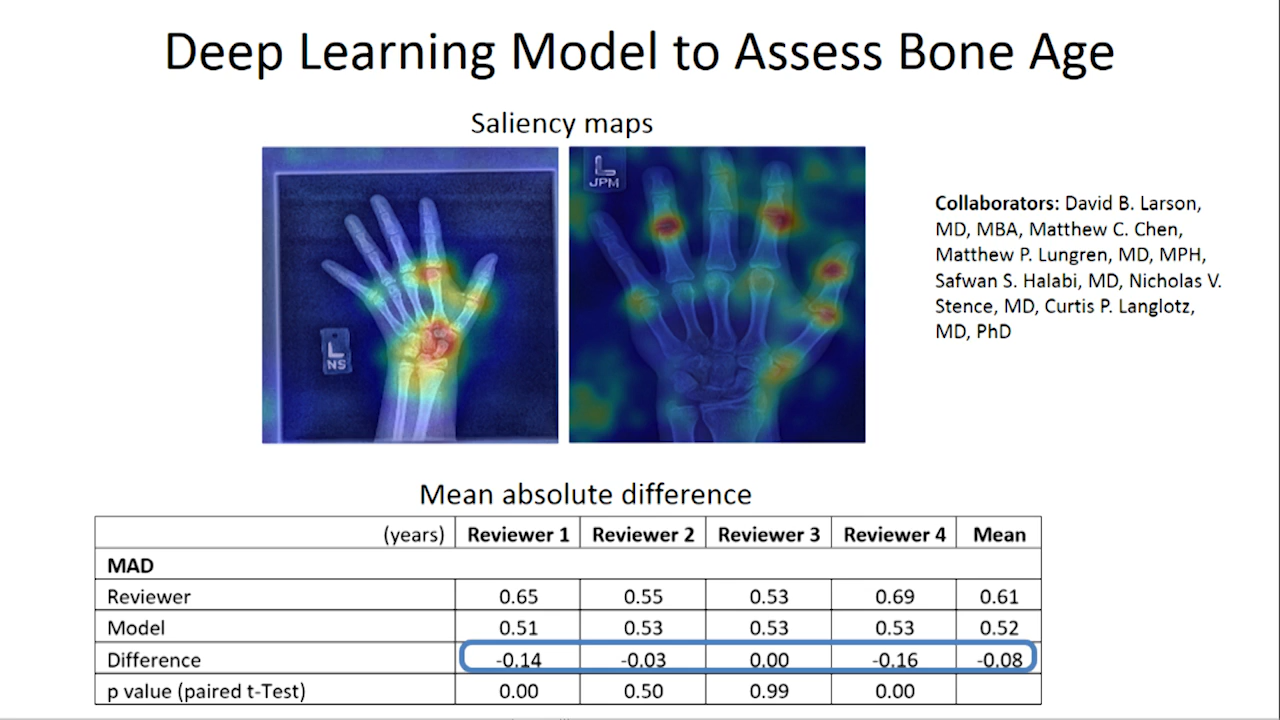 Deep Learning Model to Assess Bone Age
Saliency maps
L
NS
L
JPM
Collaborators: David B. Larson,
MD, MBA, Matthew C. Chen,
Matthew P. Lungren, MD, MPH,
Safwan S. Halabi, MD, Nicholas V.
Stence, MD, Curtis P. Langlotz,
MD, PhD
Mean absolute difference
(years) Reviewer 1 Reviewer 2 Reviewer 3 Reviewer 4 Mean
MAD
Reviewer 0.65 0.55 0.53 0.69 0.61
Model 0.51 0.53 0.53 0.53 0.52
Difference -0.14 -0.03 0.00 -0.16 -0.08
p value (paired t-Test) 0.00 0.50 0.99 0.00